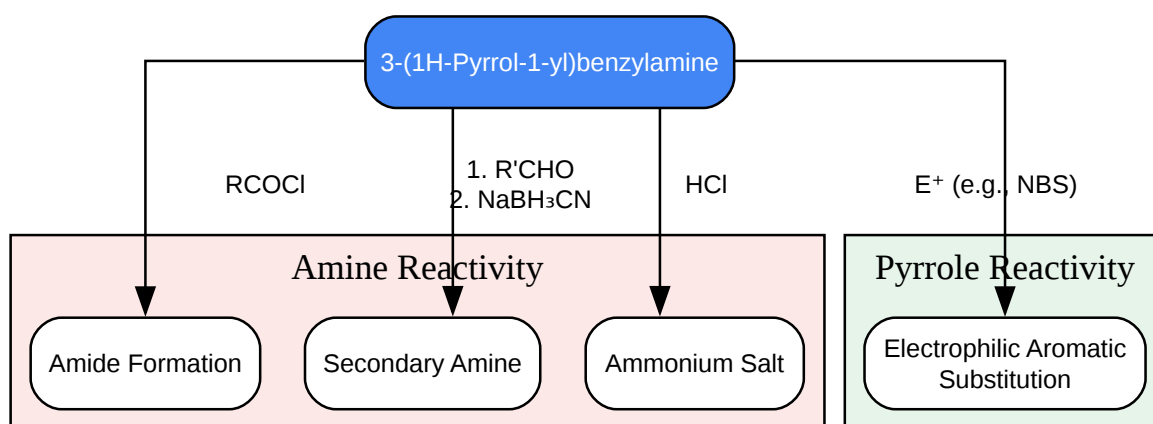 3-(1H-Pyrrol-1-yl)benzylamine
RCOCl
1. R'CHO
2. NaBH₃CN
HCl
E⁺ (e.g., NBS)
Amine Reactivity
Pyrrole Reactivity
Amide Formation
Secondary Amine
Ammonium Salt
Electrophilic Aromatic
Substitution